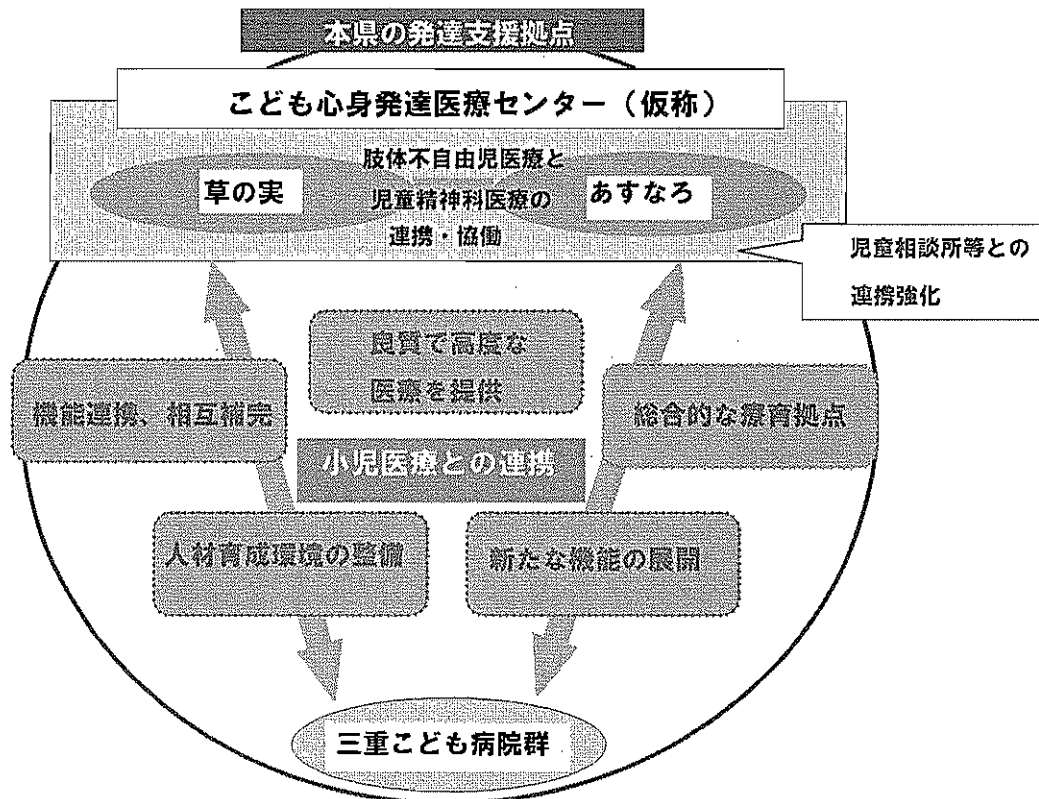 本県の発達支援拠点
こども心身発達医療センター（仮称）
肢体不自由児医療と
草の実
児童精神科医療の
あすなろ
連携・協働
児童相談所等との
連携強化
良質で高度な
医療を提供
機能連携、相互補完
総合的な療育拠点
小児医療との連携
人材育成環境の整備
新たな機能の展開
三重こども病院群